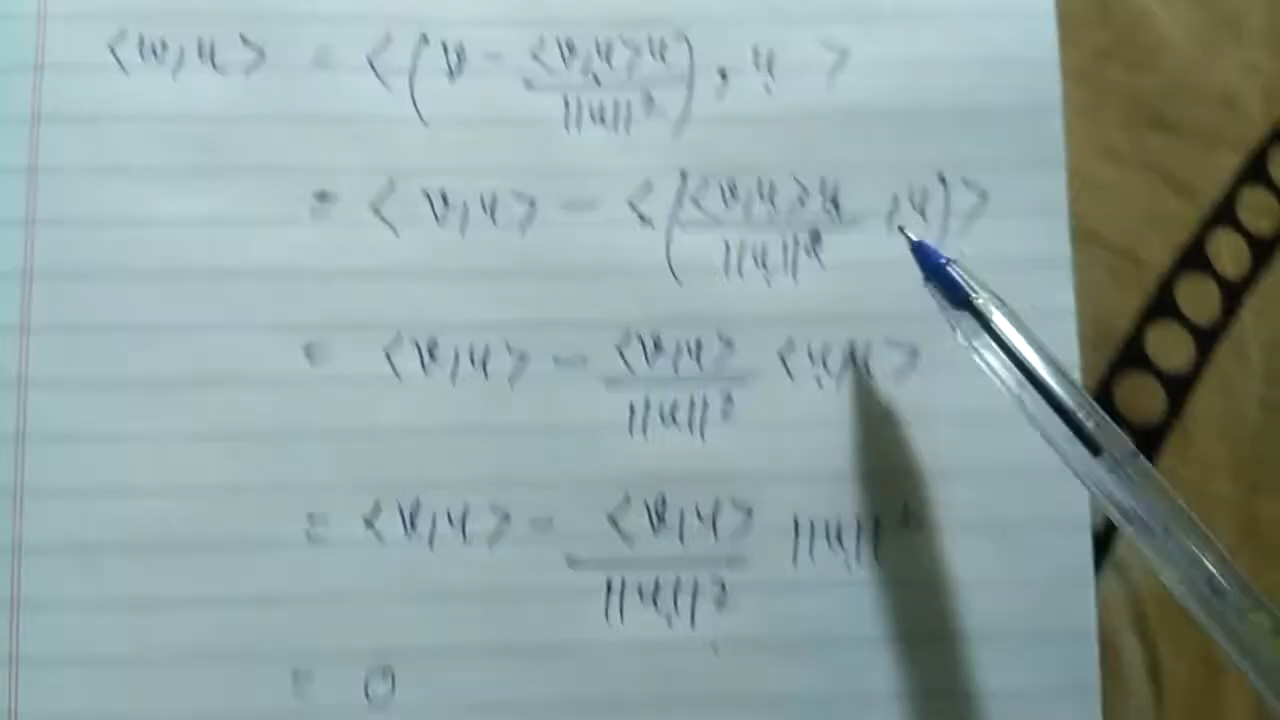 <w,u> = <(v - <v,u>u/||u||²), u>
= <v,u> - <(<v,u>u/||u||², u)>
= <v,u> - <v,u>/||u||² <u,u>
= <v,u> - <v,u>/||u||² ||u||²
= 0